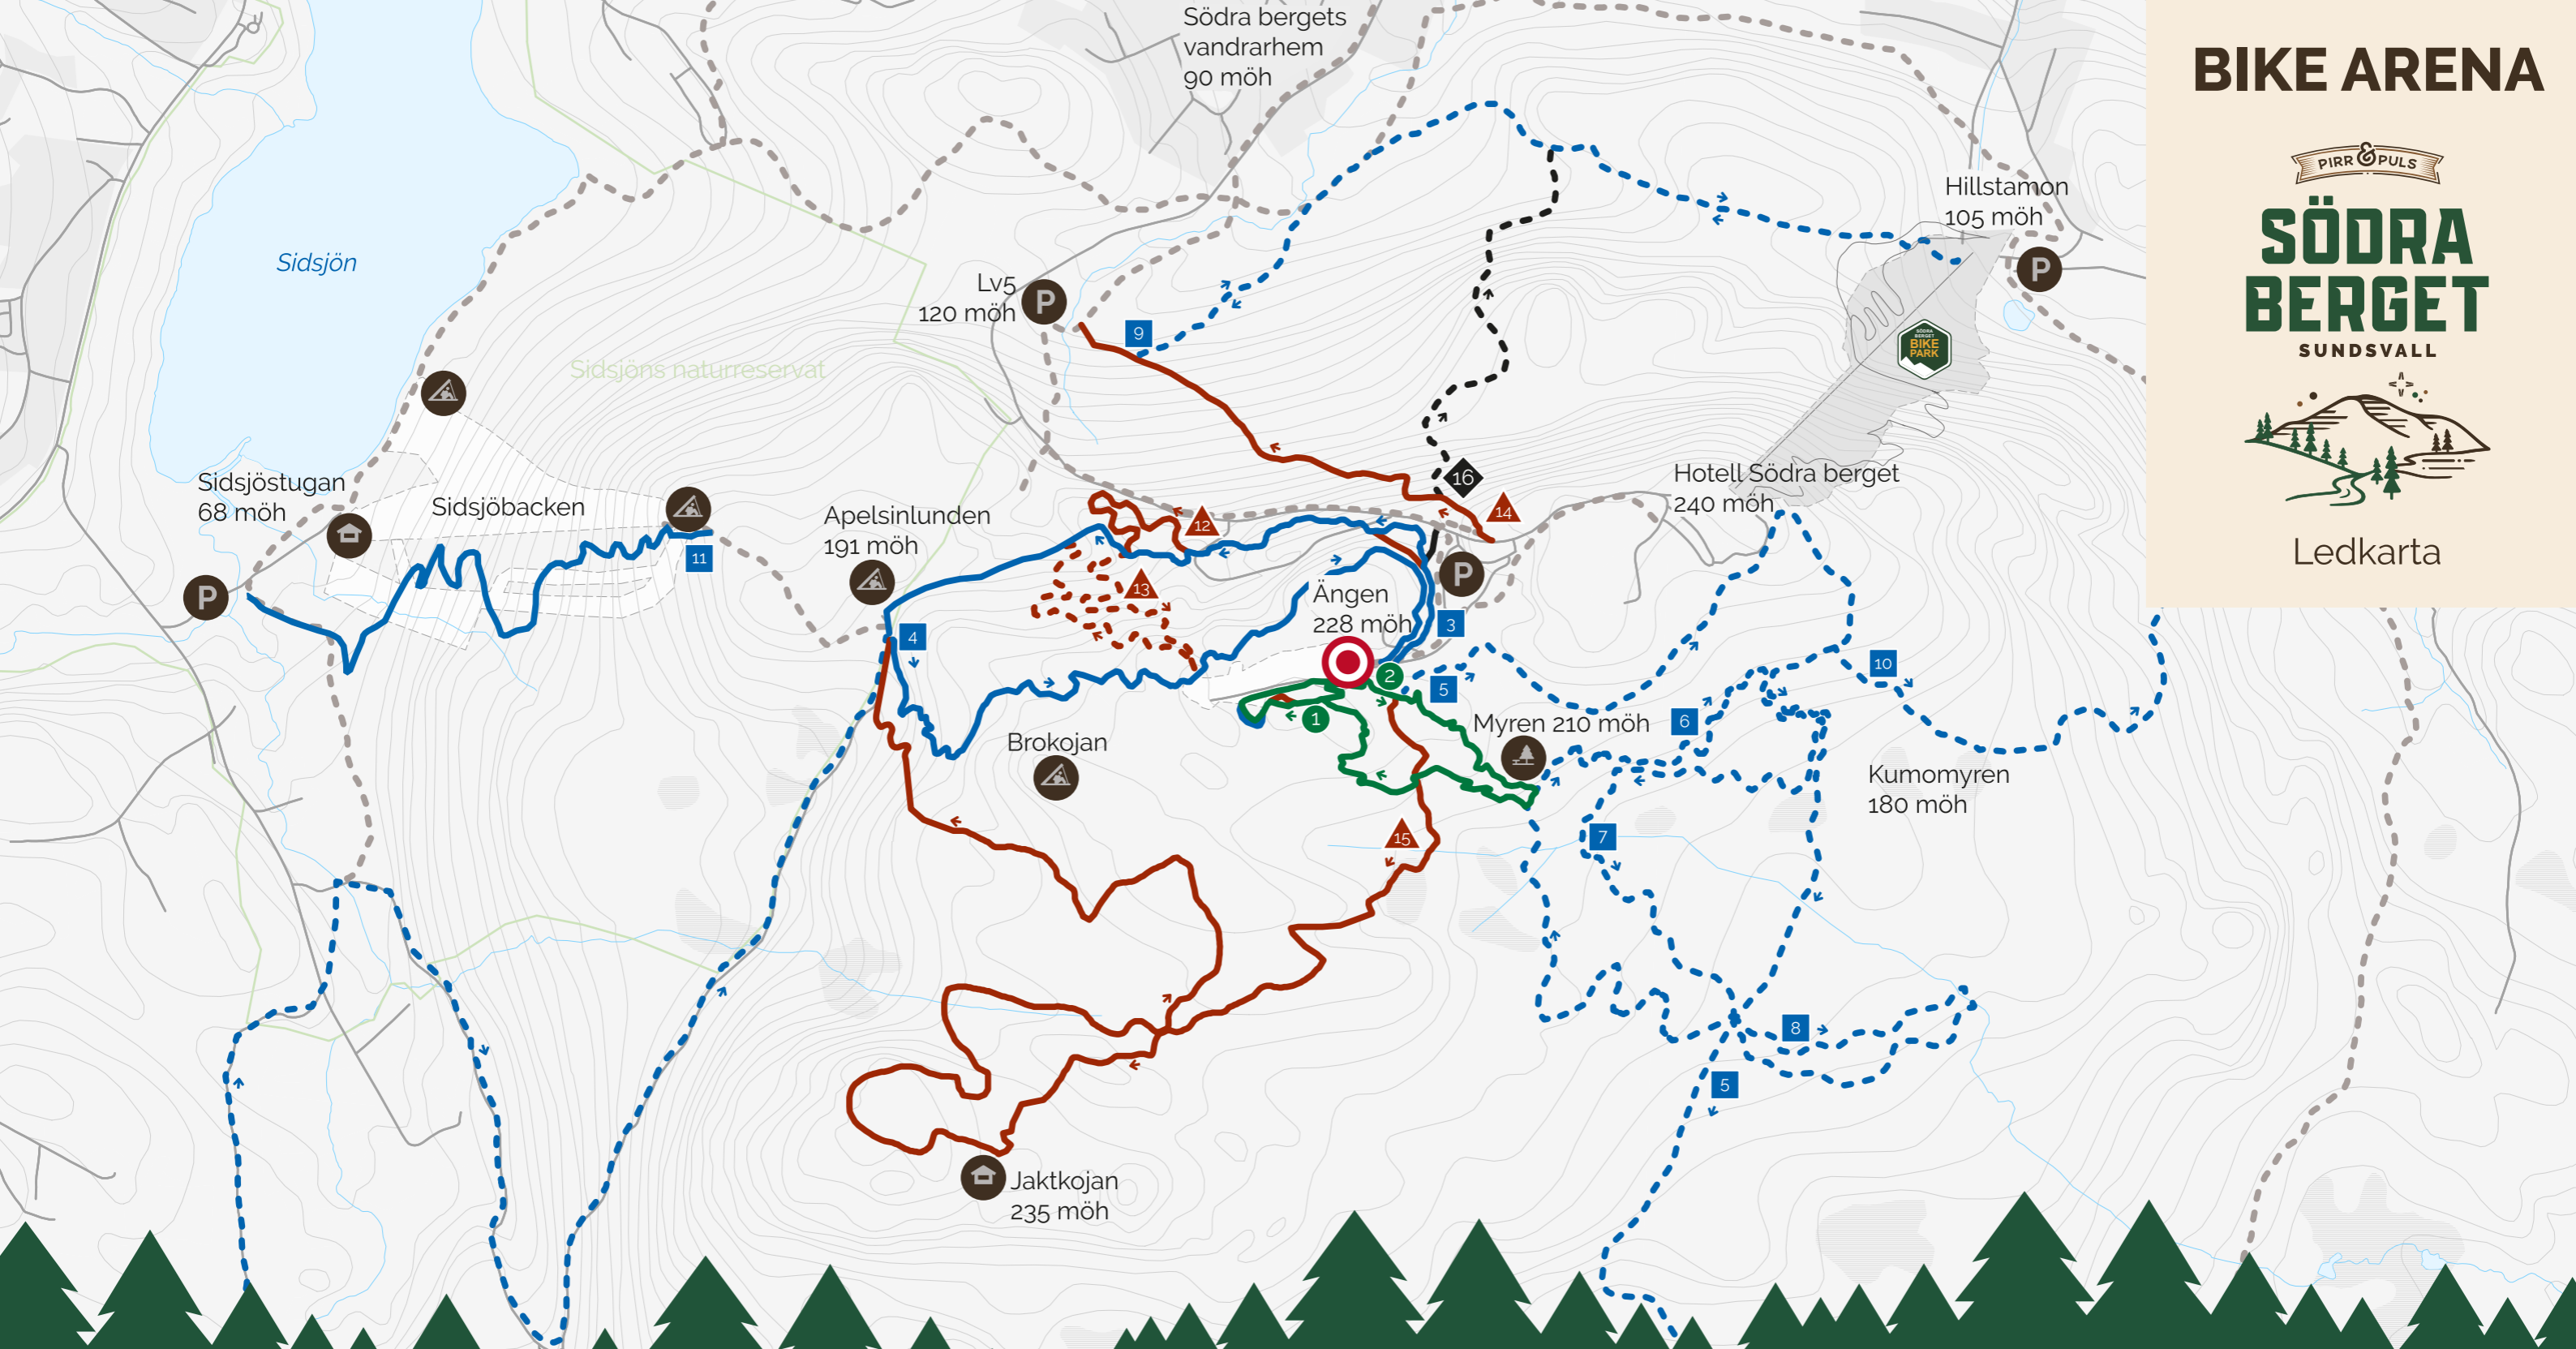 BIKE ARENA
PIRR & PULS
SÖDRA
BERGET
SUNDSVALL
Ledkarta
Södra bergets
vandrarhem
90 möh
Hillstamon
105 möh
P
Sidsjön
Lv5
120 möh
P
9
SÖDRA
BERGET
BIKE
PARK
Sidsjöns naturreservat
Sidsjöstugan
68 möh
Sidsjöbacken
P
11
Apelsinlunden
191 möh
12
16
14
Hotell Södra berget
240 möh
13
P
Ängen
228 möh
3
4
2
5
10
1
6
Myren 210 möh
Brokojan
Kumomyren
180 möh
15
7
8
5
Jaktkojan
235 möh